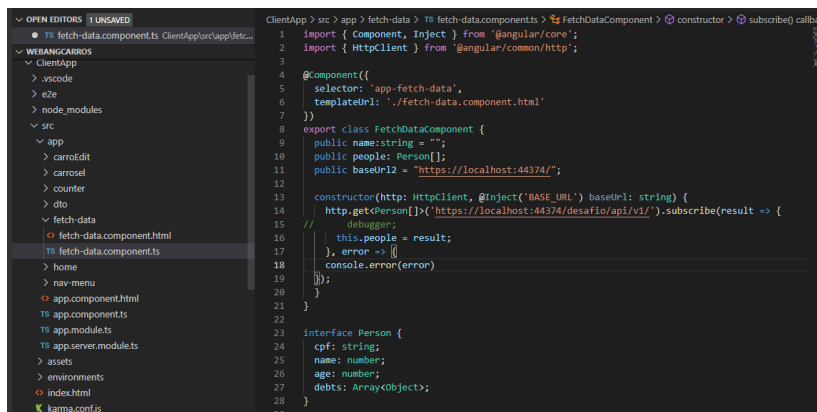 OPEN EDITORS 1 UNSAVED
TS fetch-data.component.ts ClientApp\src\app\fetc...
WEBANGCARROS
ClientApp
.vscode
e2e
node_modules
src
app
carroEdit
carrosel
counter
dto
fetch-data
fetch-data.component.html
TS fetch-data.component.ts
home
nav-menu
app.component.html
TS app.component.ts
TS app.module.ts
TS app.server.module.ts
assets
environments
index.html
karma.conf.js
ClientApp > src > app > fetch-data > TS fetch-data.component.ts > FetchDataComponent > constructor > subscribe() callba
1 import { Component, Inject } from '@angular/core';
2 import { HttpClient } from '@angular/common/http';
3
4 @Component({
5 selector: 'app-fetch-data',
6 templateUrl: './fetch-data.component.html'
7 })
8 export class FetchDataComponent {
9 public name:string = "";
10 public people: Person[];
11 public baseUrl2 = "https://localhost:44374/";
12
13 constructor(http: HttpClient, @Inject('BASE_URL') baseUrl: string) {
14 http.get<Person[]>('https://localhost:44374/desafio/api/v1/').subscribe(result => {
15 // debugger;
16 this.people = result;
17 }, error => {
18 console.error(error)
19 });
20 }
21 }
22
23 interface Person {
24 cpf: string;
25 name: number;
26 age: number;
27 debts: Array<Object>;
28 }